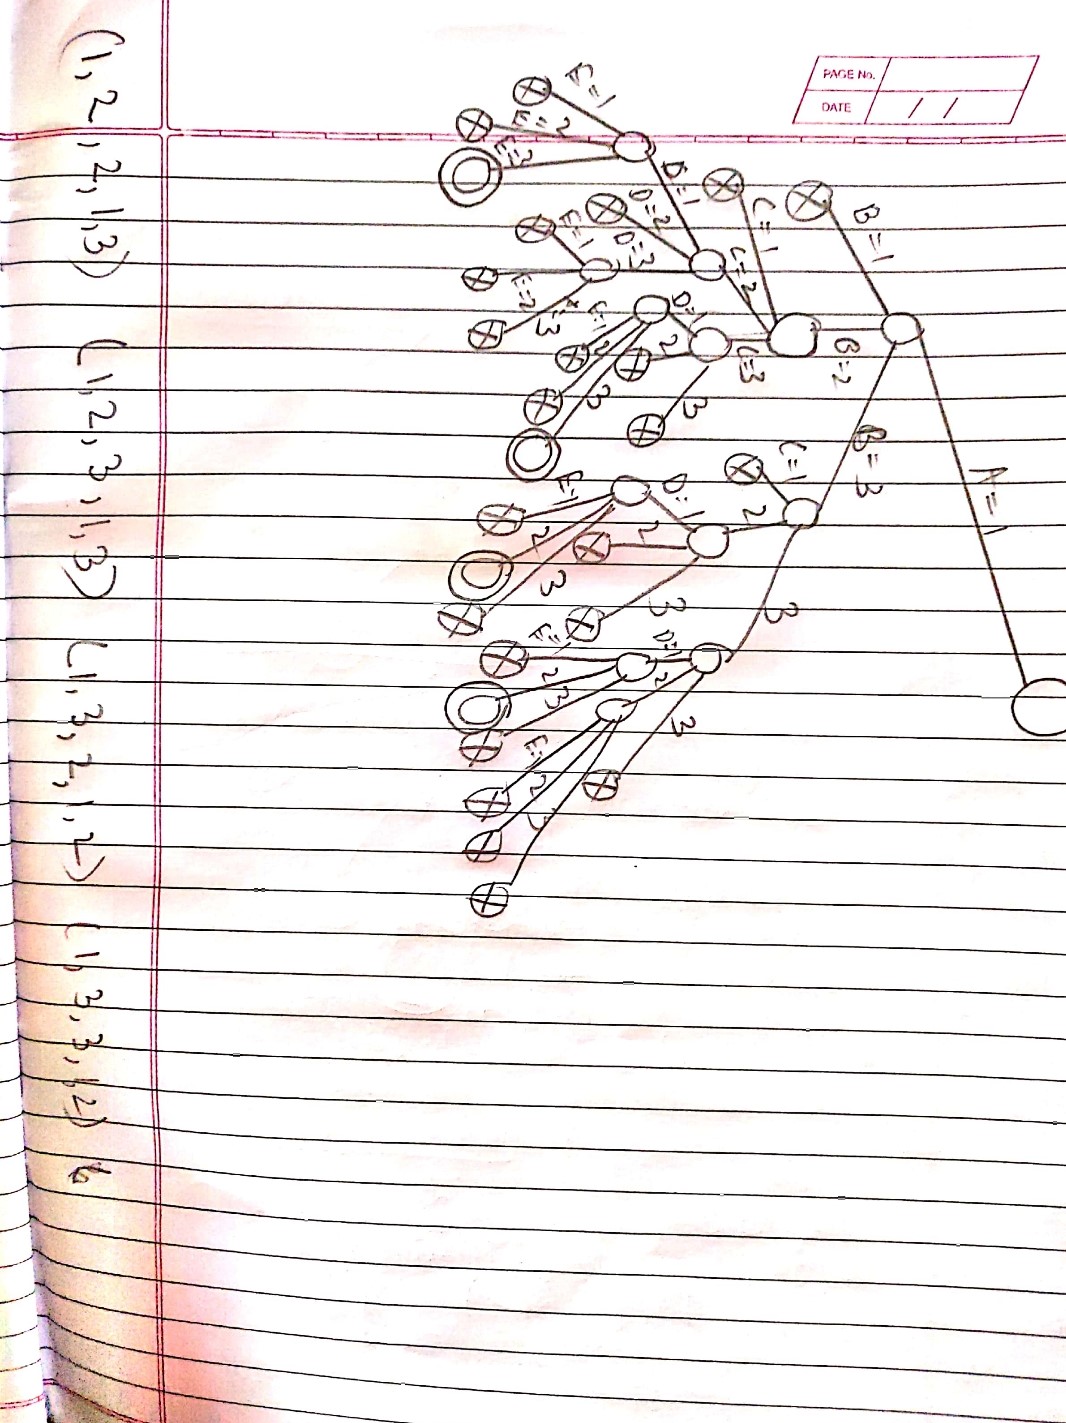 PAGE No.
DATE / /
A=1
B=1 B=2 B=3
C=1 C=2 C=3 C=1 2 3
D=1 D=2 D=3 D=1 2 3 D=1 2 3 D=1 2 3
E=1 E=2 E=3 E=1 E=2 E=3 E=1 2 3 E=1 2 3 E=1 2 3 E=1 2 3
(1,2,2,1,3) (1,2,3,1,3) (1,3,2,1,2) (1,3,3,1,2)